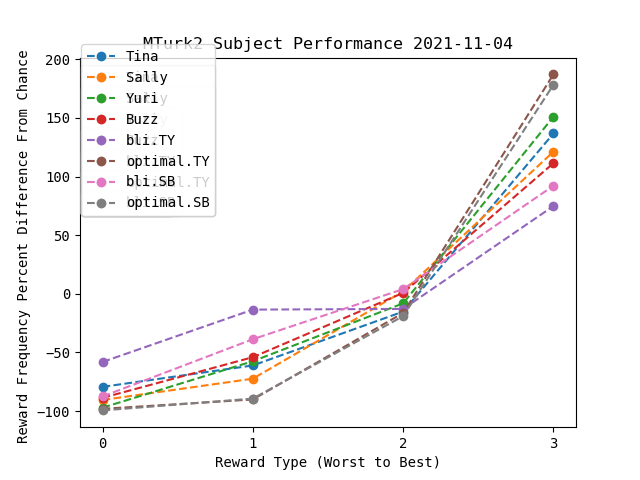 MTurk2 Subject Performance 2021-11-04
Tina
Sally
Yuri
Buzz
bli.TY
optimal.TY
bli.SB
optimal.SB
200
150
100
50
0
−50
−100
Reward Frequency Percent Difference From Chance
0 1 2 3
Reward Type (Worst to Best)